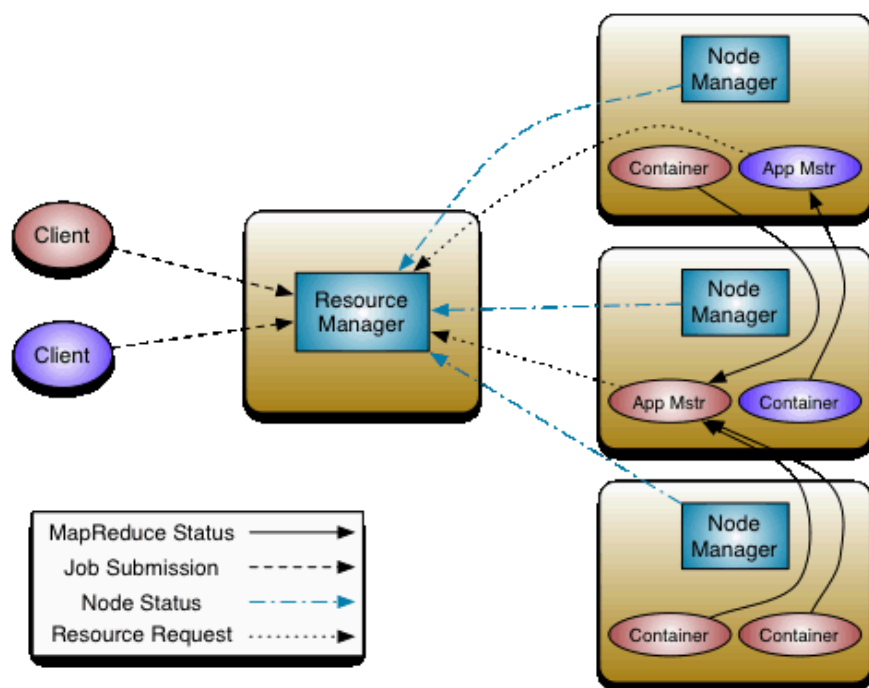 Node
Manager
Container
App Mstr
Client
Resource
Manager
Client
Node
Manager
App Mstr
Container
Node
Manager
Container
Container
MapReduce Status
Job Submission
Node Status
Resource Request